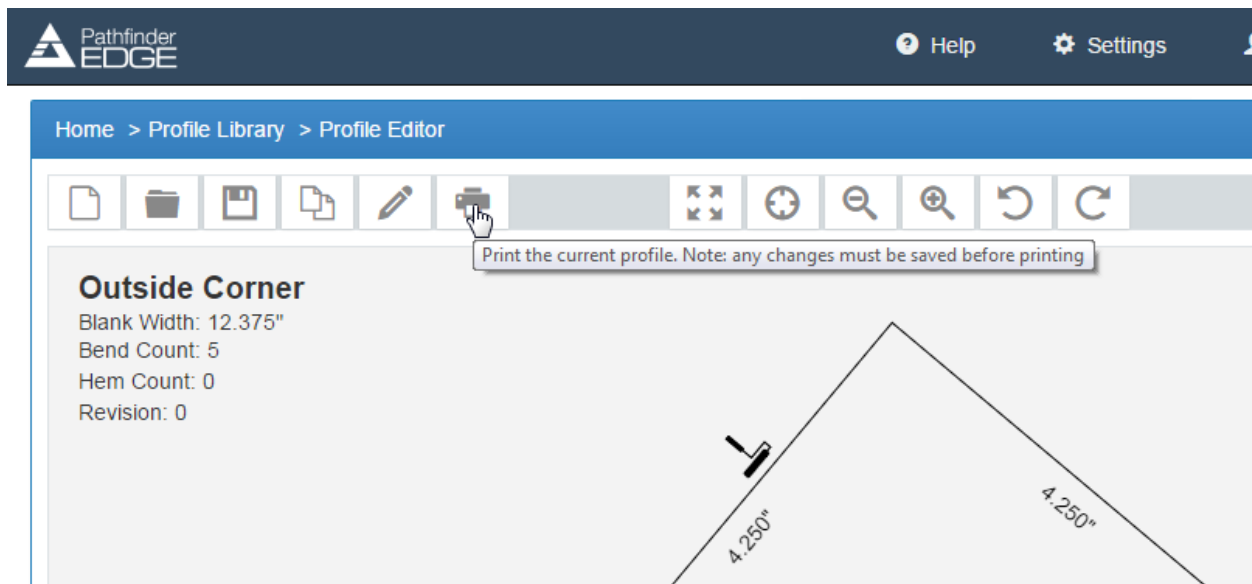 Pathfinder
EDGE
Help
Settings
Home > Profile Library > Profile Editor
Print the current profile. Note: any changes must be saved before printing
Outside Corner
Blank Width: 12.375"
Bend Count: 5
Hem Count: 0
Revision: 0
4.250"
4.250"